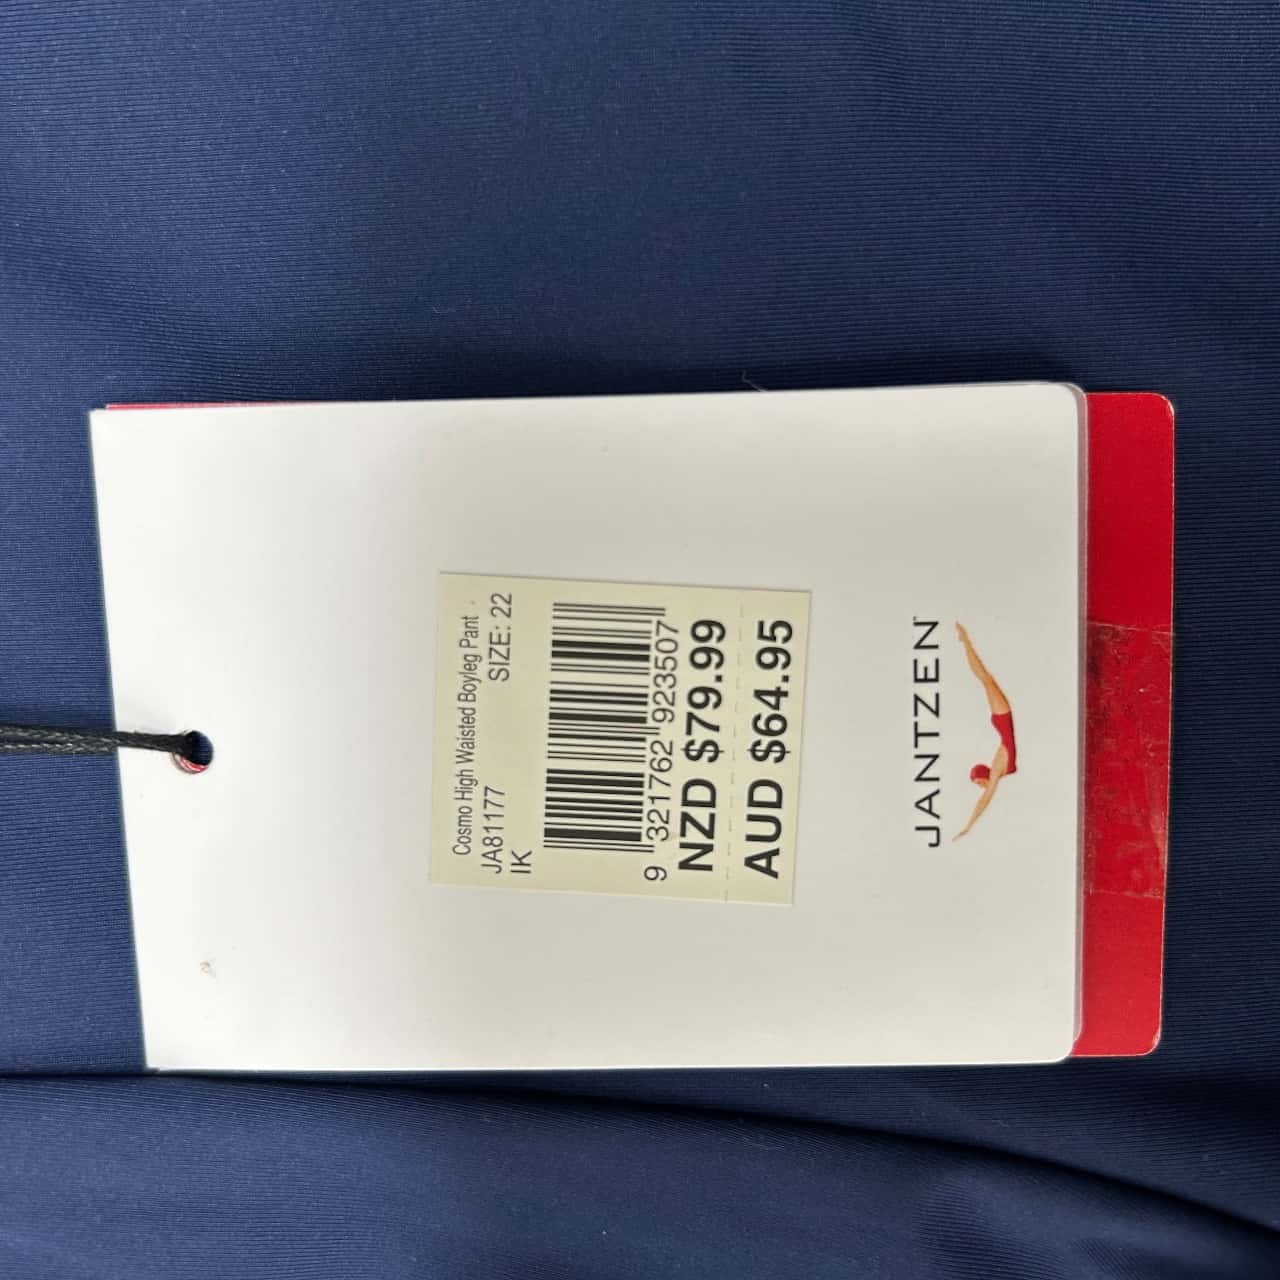 Cosmo High Waisted Boyleg Pant
JA81177 SIZE: 22
IK
9 321762 923507
NZD $79.99
AUD $64.95
JANTZEN